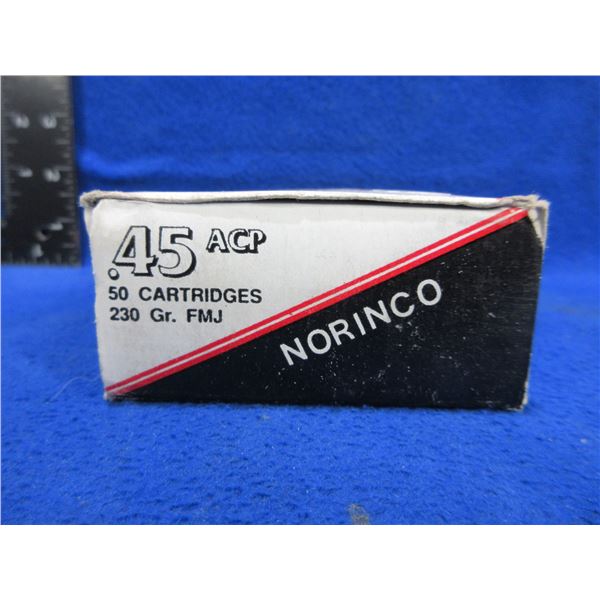 .45 ACP
50 CARTRIDGES
230 Gr. FMJ
NORINCO